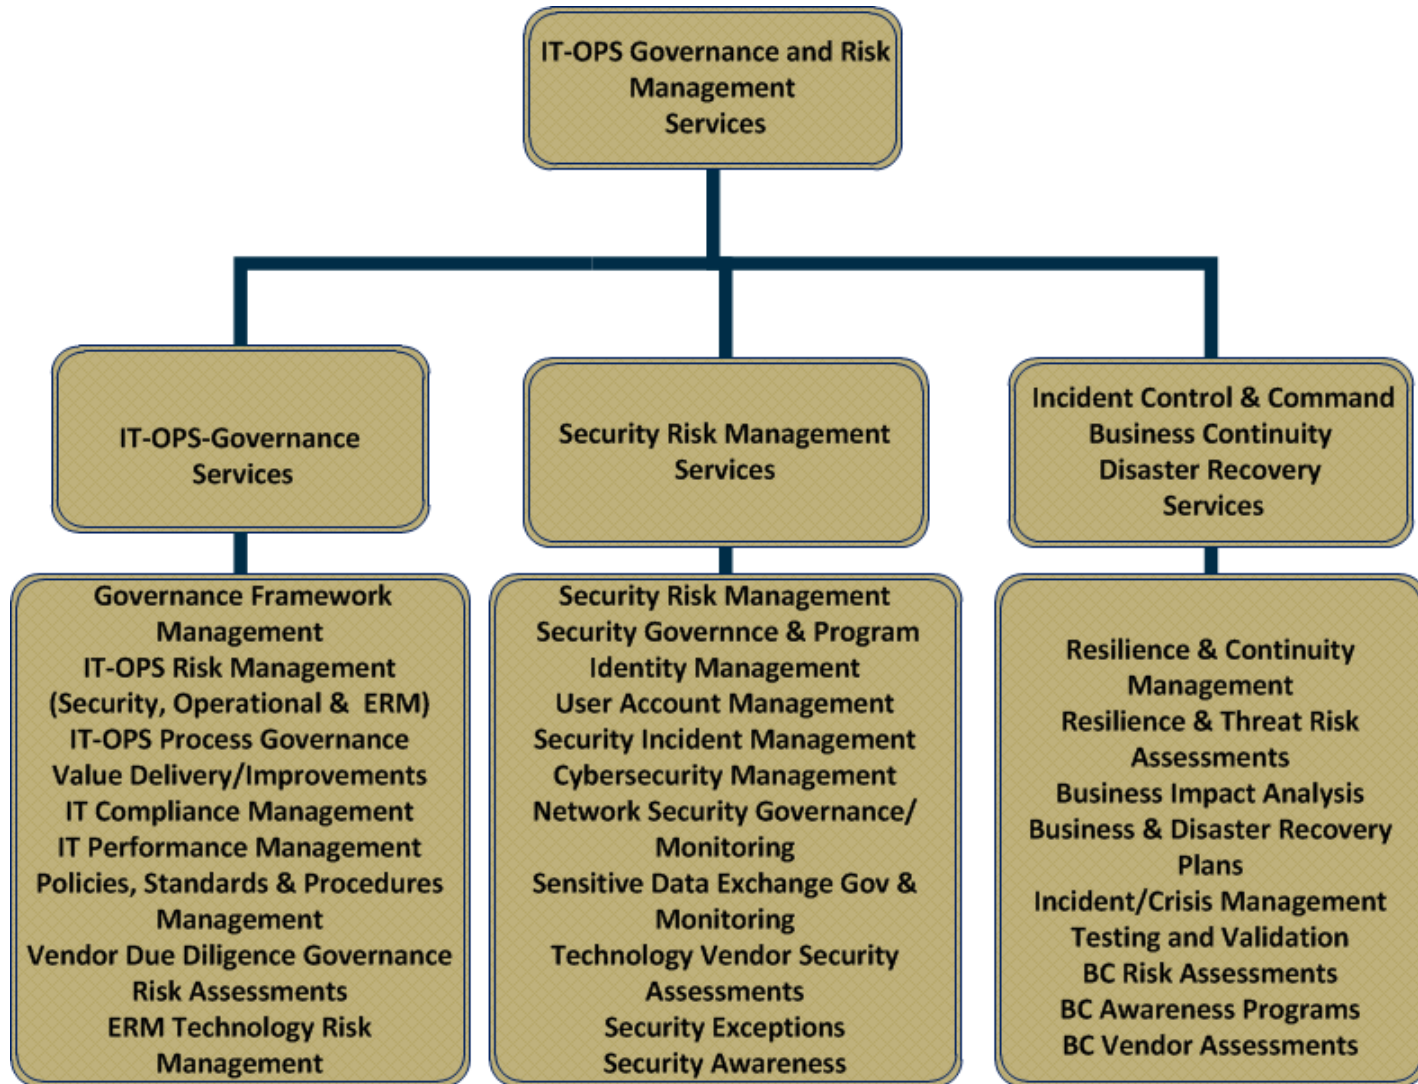 IT-OPS Governance and Risk
Management
Services
IT-OPS-Governance
Services
Security Risk Management
Services
Incident Control & Command
Business Continuity
Disaster Recovery
Services
Governance Framework
Management
IT-OPS Risk Management
(Security, Operational & ERM)
IT-OPS Process Governance
Value Delivery/Improvements
IT Compliance Management
IT Performance Management
Policies, Standards & Procedures
Management
Vendor Due Diligence Governance
Risk Assessments
ERM Technology Risk
Management
Security Risk Management
Security Governnce & Program
Identity Management
User Account Management
Security Incident Management
Cybersecurity Management
Network Security Governance/
Monitoring
Sensitive Data Exchange Gov &
Monitoring
Technology Vendor Security
Assessments
Security Exceptions
Security Awareness
Resilience & Continuity
Management
Resilience & Threat Risk
Assessments
Business Impact Analysis
Business & Disaster Recovery
Plans
Incident/Crisis Management
Testing and Validation
BC Risk Assessments
BC Awareness Programs
BC Vendor Assessments